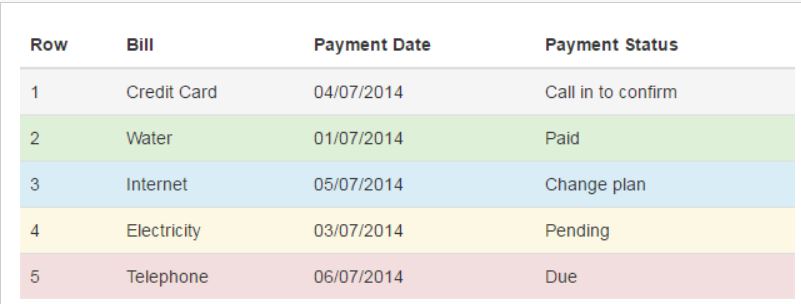 Row Bill Payment Date Payment Status
1 Credit Card 04/07/2014 Call in to confirm
2 Water 01/07/2014 Paid
3 Internet 05/07/2014 Change plan
4 Electricity 03/07/2014 Pending
5 Telephone 06/07/2014 Due